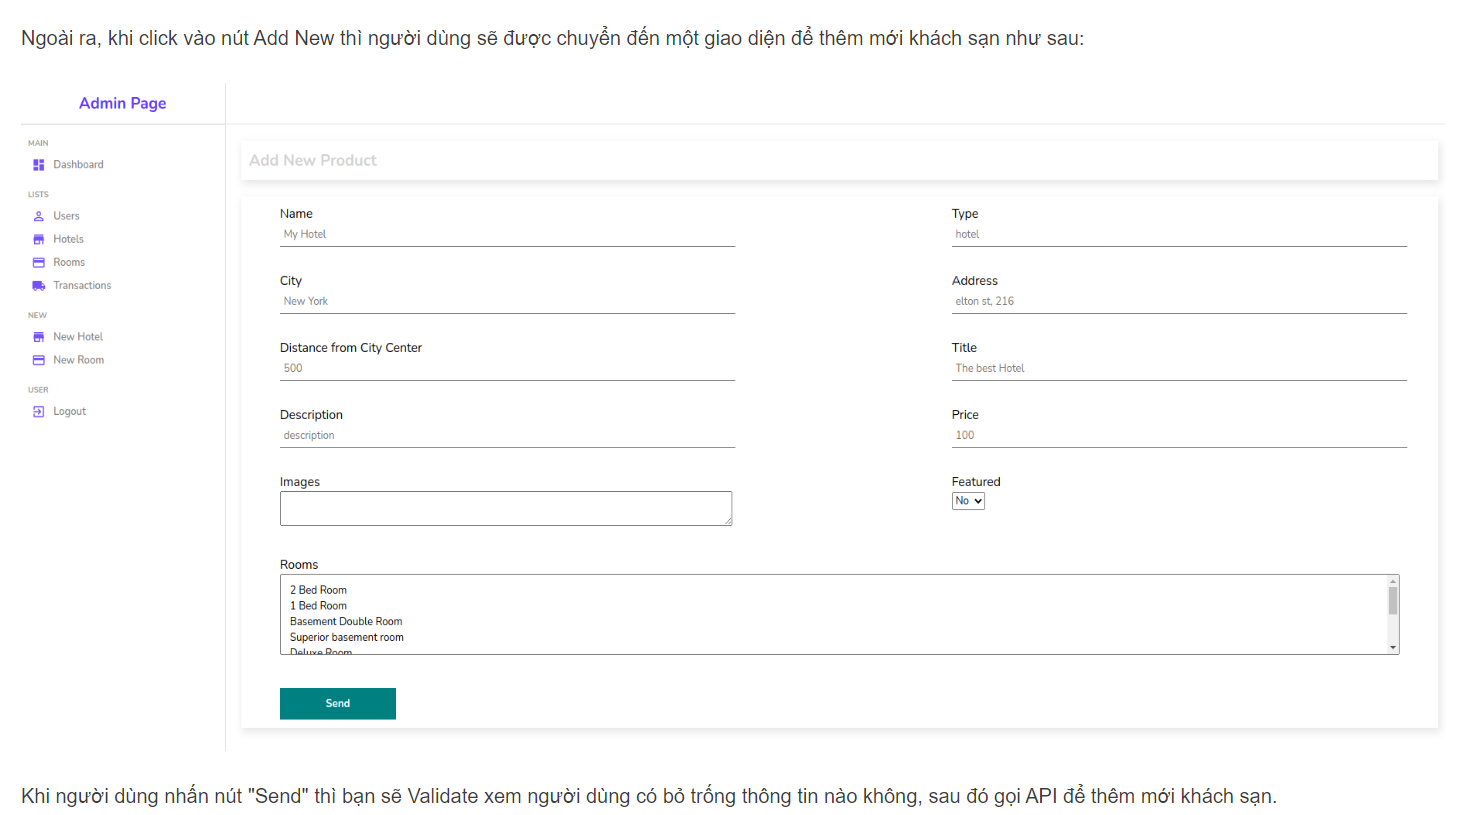 Ngoài ra, khi click vào nút Add New thì người dùng sẽ được chuyển đến một giao diện để thêm mới khách sạn như sau:
Admin Page
MAIN
Dashboard
LISTS
Users
Hotels
Rooms
Transactions
NEW
New Hotel
New Room
USER
Logout
Add New Product
Name
My Hotel
Type
hotel
City
New York
Address
elton st, 216
Distance from City Center
500
Title
The best Hotel
Description
description
Price
100
Images
Featured
No
Rooms
2 Bed Room
1 Bed Room
Basement Double Room
Superior basement room
Deluxe Room
Send
Khi người dùng nhấn nút "Send" thì bạn sẽ Validate xem người dùng có bỏ trống thông tin nào không, sau đó gọi API để thêm mới khách sạn.